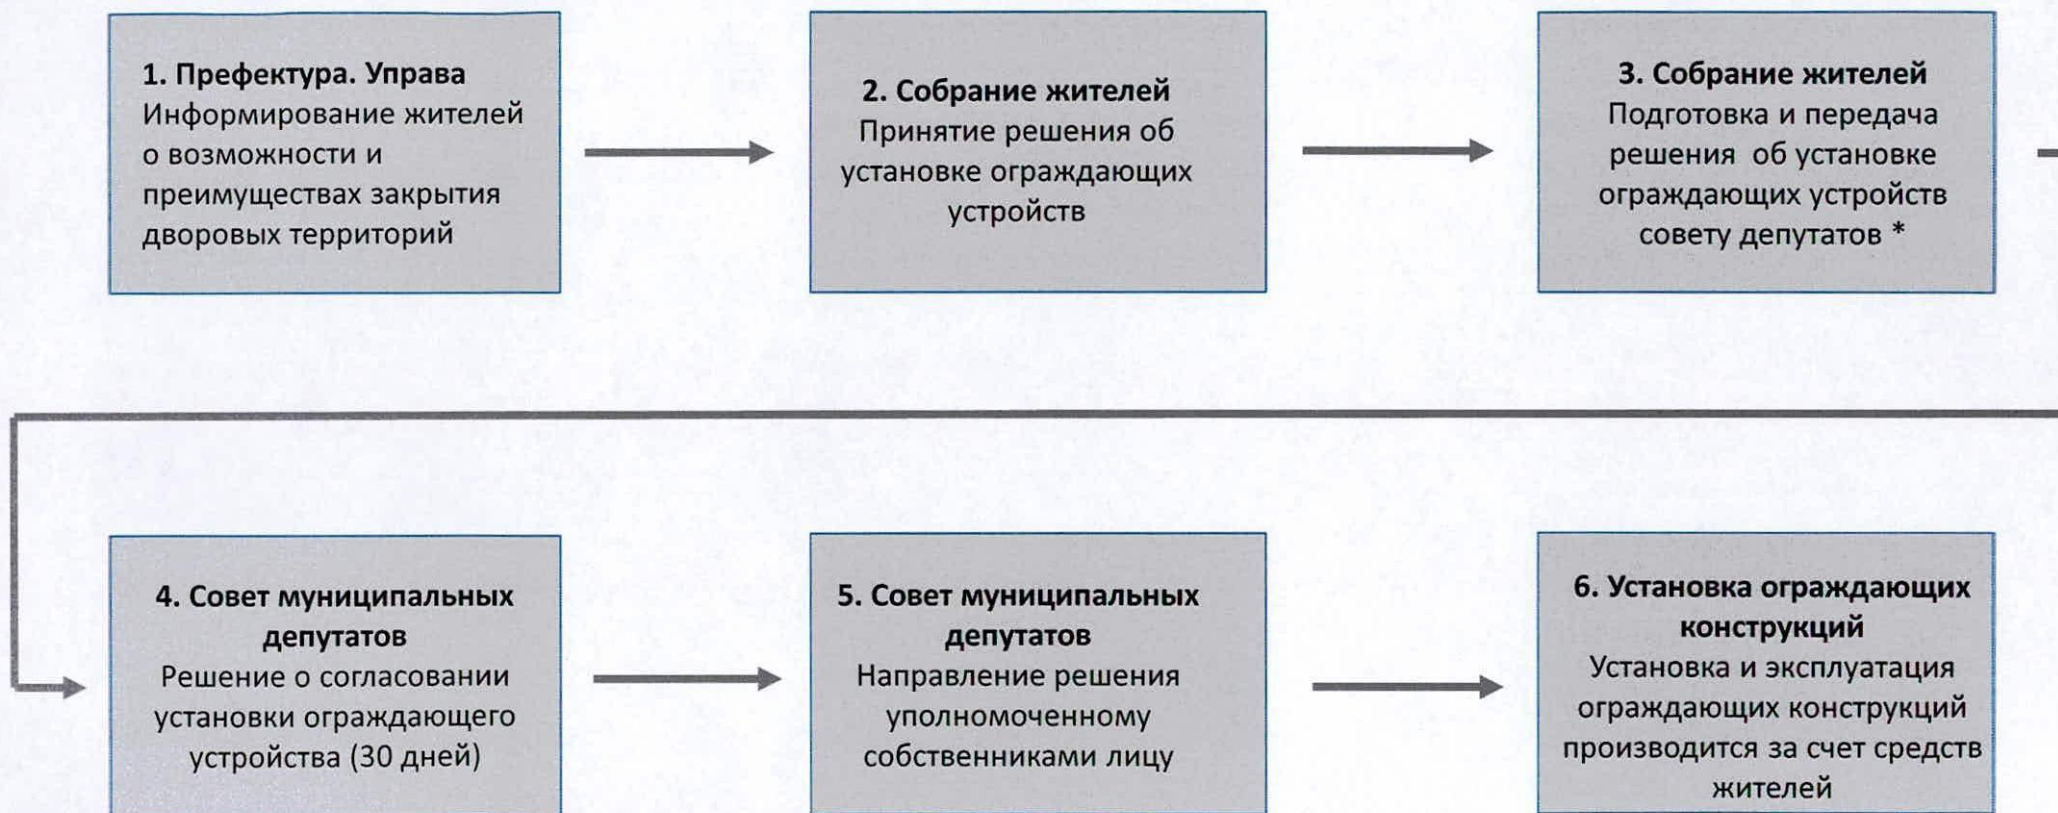 1. Префектура. Управа
Информирование жителей
о возможности и
преимуществах закрытия
дворовых территорий
2. Собрание жителей
Принятие решения об
установке ограждающих
устройств
3. Собрание жителей
Подготовка и передача
решения об установке
ограждающих устройств
совету депутатов *
4. Совет муниципальных
депутатов
Решение о согласовании
установки ограждающего
устройства (30 дней)
5. Совет муниципальных
депутатов
Направление решения
уполномоченному
собственниками лицу
6. Установка ограждающих
конструкций
Установка и эксплуатация
ограждающих конструкций
производится за счет средств
жителей